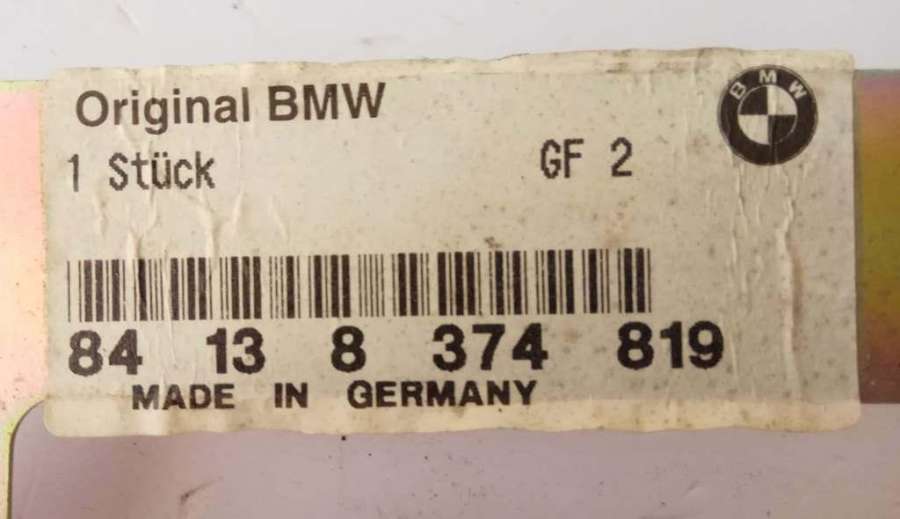 Original BMW
BMW
1 Stück GF 2
84 13 8 374 819
MADE IN GERMANY